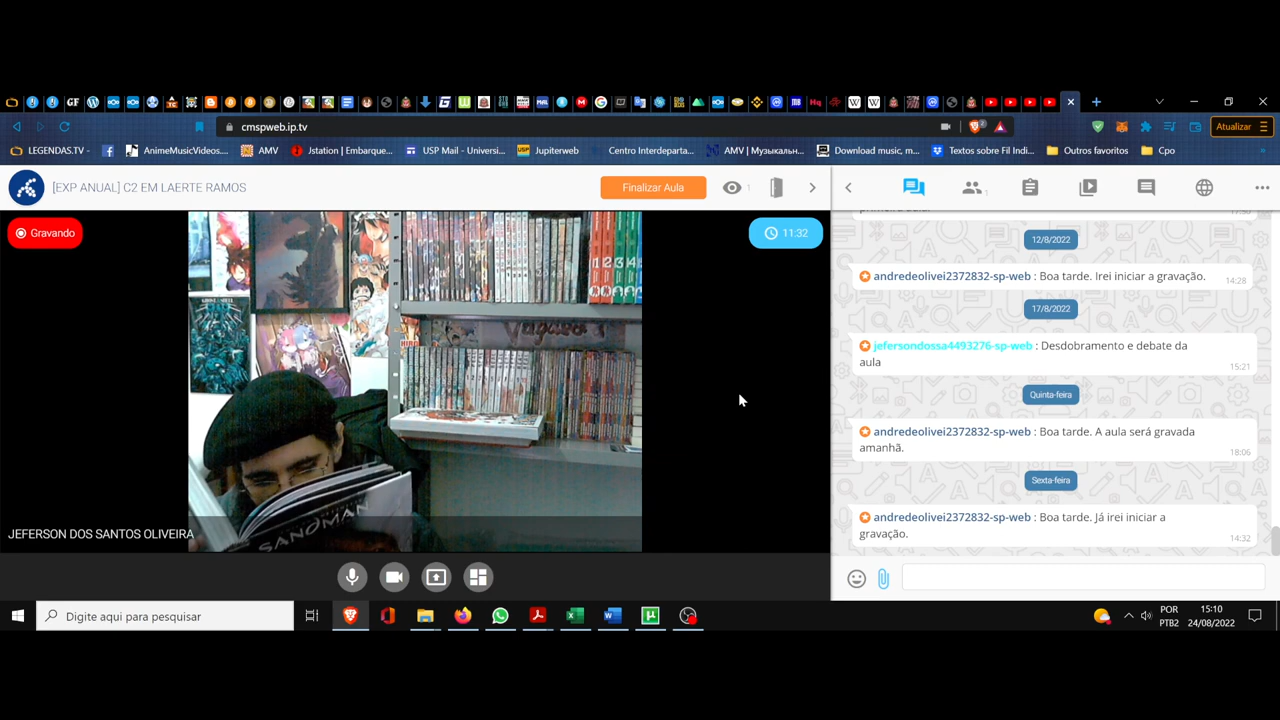 cmspweb.ip.tv
Atualizar
LEGENDAS.TV -
AnimeMusicVideos...
AMV
Jstation | Embarque...
USP Mail - Universi...
Jupiterweb
Centro Interdeparta...
AMV | Музыкальн...
Download music, m...
Textos sobre Fil Indi...
Outros favoritos
Cpo
[EXP ANUAL] C2 EM LAERTE RAMOS
Finalizar Aula
1
1
Gravando
11:32
12/8/2022
andredeolivei2372832-sp-web : Boa tarde. Irei iniciar a gravação.
14:28
17/8/2022
jefersondossa4493276-sp-web : Desdobramento e debate da
aula
15:21
Quinta-feira
andredeolivei2372832-sp-web : Boa tarde. A aula será gravada
amanhã.
18:06
Sexta-feira
andredeolivei2372832-sp-web : Boa tarde. Já irei iniciar a
gravação.
14:32
SANDMAN
JEFERSON DOS SANTOS OLIVEIRA
Digite aqui para pesquisar
POR
PTB2
15:10
24/08/2022